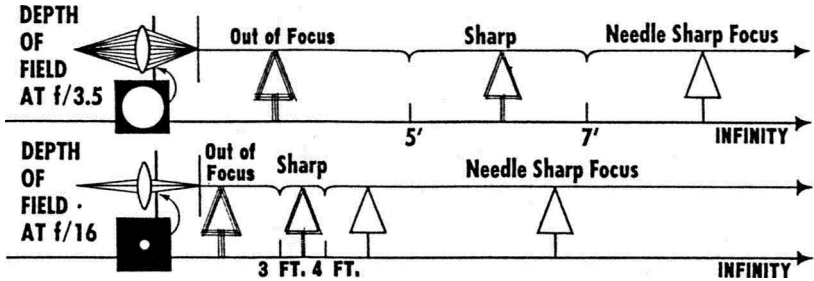 DEPTH
OF
FIELD
AT f/3.5
Out of Focus
Sharp
Needle Sharp Focus
5'
7'
INFINITY
DEPTH
OF
FIELD
AT f/16
Out of
Focus
Sharp
Needle Sharp Focus
3 FT. 4 FT.
INFINITY